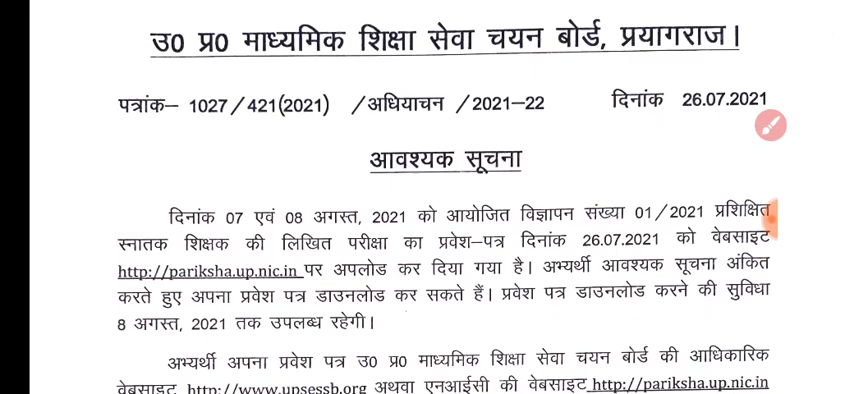 उ0 प्र0 माध्यमिक शिक्षा सेवा चयन बोर्ड, प्रयागराज।
पत्रांक– 1027/421(2021) /अधियाचन /2021–22 दिनांक 26.07.2021
आवश्यक सूचना
दिनांक 07 एवं 08 अगस्त, 2021 को आयोजित विज्ञापन संख्या 01/2021 प्रशिक्षित
स्नातक शिक्षक की लिखित परीक्षा का प्रवेश–पत्र दिनांक 26.07.2021 को वेबसाइट
http://pariksha.up.nic.in पर अपलोड कर दिया गया है। अभ्यर्थी आवश्यक सूचना अंकित
करते हुए अपना प्रवेश पत्र डाउनलोड कर सकते हैं। प्रवेश पत्र डाउनलोड करने की सुविधा
8 अगस्त, 2021 तक उपलब्ध रहेगी।
अभ्यर्थी अपना प्रवेश पत्र उ0 प्र0 माध्यमिक शिक्षा सेवा चयन बोर्ड की आधिकारिक
वेबसाइट http://www.upsessb.org अथवा एनआईसी की वेबसाइट http://pariksha.up.nic.in